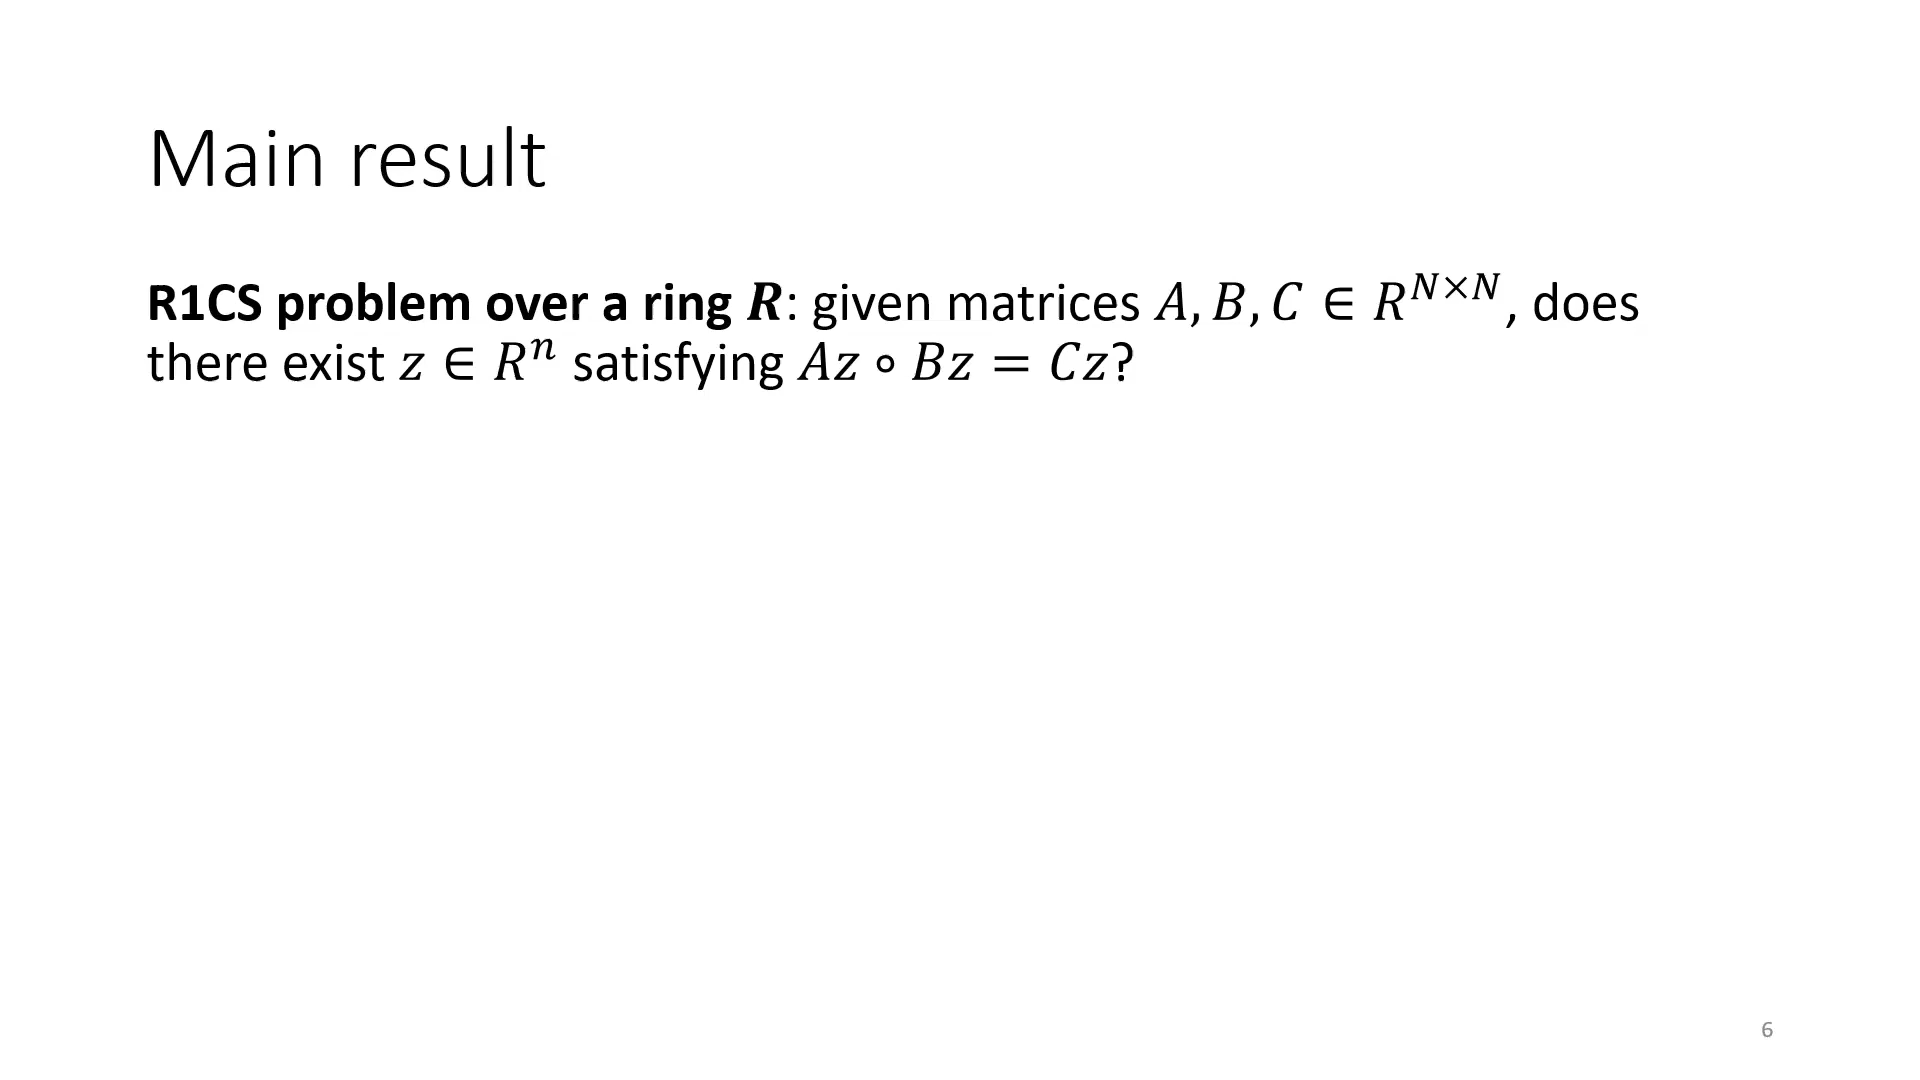 Main result
R1CS problem over a ring 𝑹: given matrices 𝐴, 𝐵, 𝐶 ∈ 𝑅^{𝑁×𝑁}, does
there exist 𝑧 ∈ 𝑅^𝑛 satisfying 𝐴𝑧 ∘ 𝐵𝑧 = 𝐶𝑧?
6